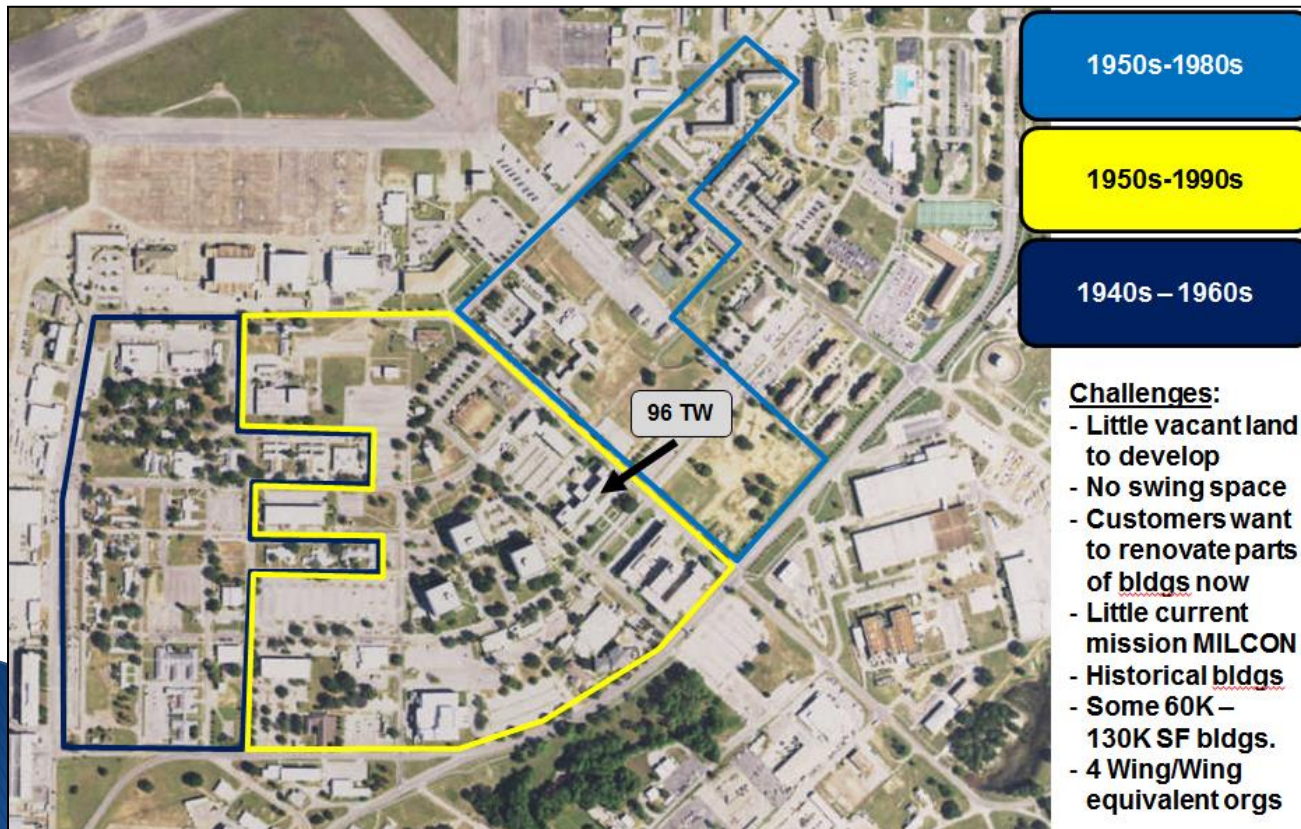 1950s-1980s
1950s-1990s
1940s – 1960s
96 TW
Challenges:
- Little vacant land
to develop
- No swing space
- Customers want
to renovate parts
of bldgs now
- Little current
mission MILCON
- Historical bldgs
- Some 60K –
130K SF bldgs.
- 4 Wing/Wing
equivalent orgs